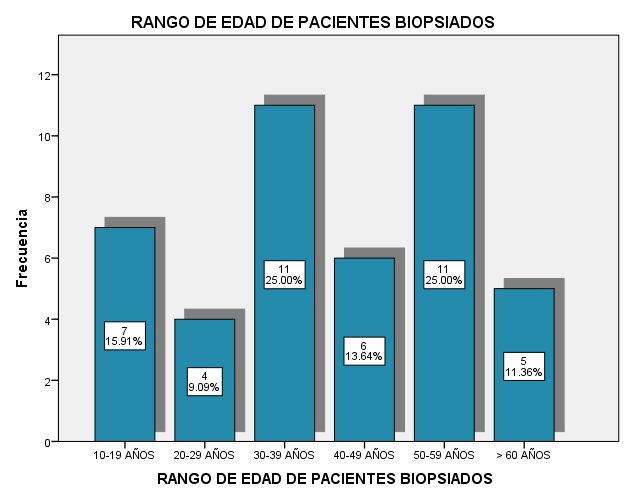 RANGO DE EDAD DE PACIENTES BIOPSIADOS
Frecuencia
12
10
8
6
4
2
0
7
15.91%
4
9.09%
11
25.00%
6
13.64%
11
25.00%
5
11.36%
10-19 AÑOS
20-29 AÑOS
30-39 AÑOS
40-49 AÑOS
50-59 AÑOS
> 60 AÑOS
RANGO DE EDAD DE PACIENTES BIOPSIADOS